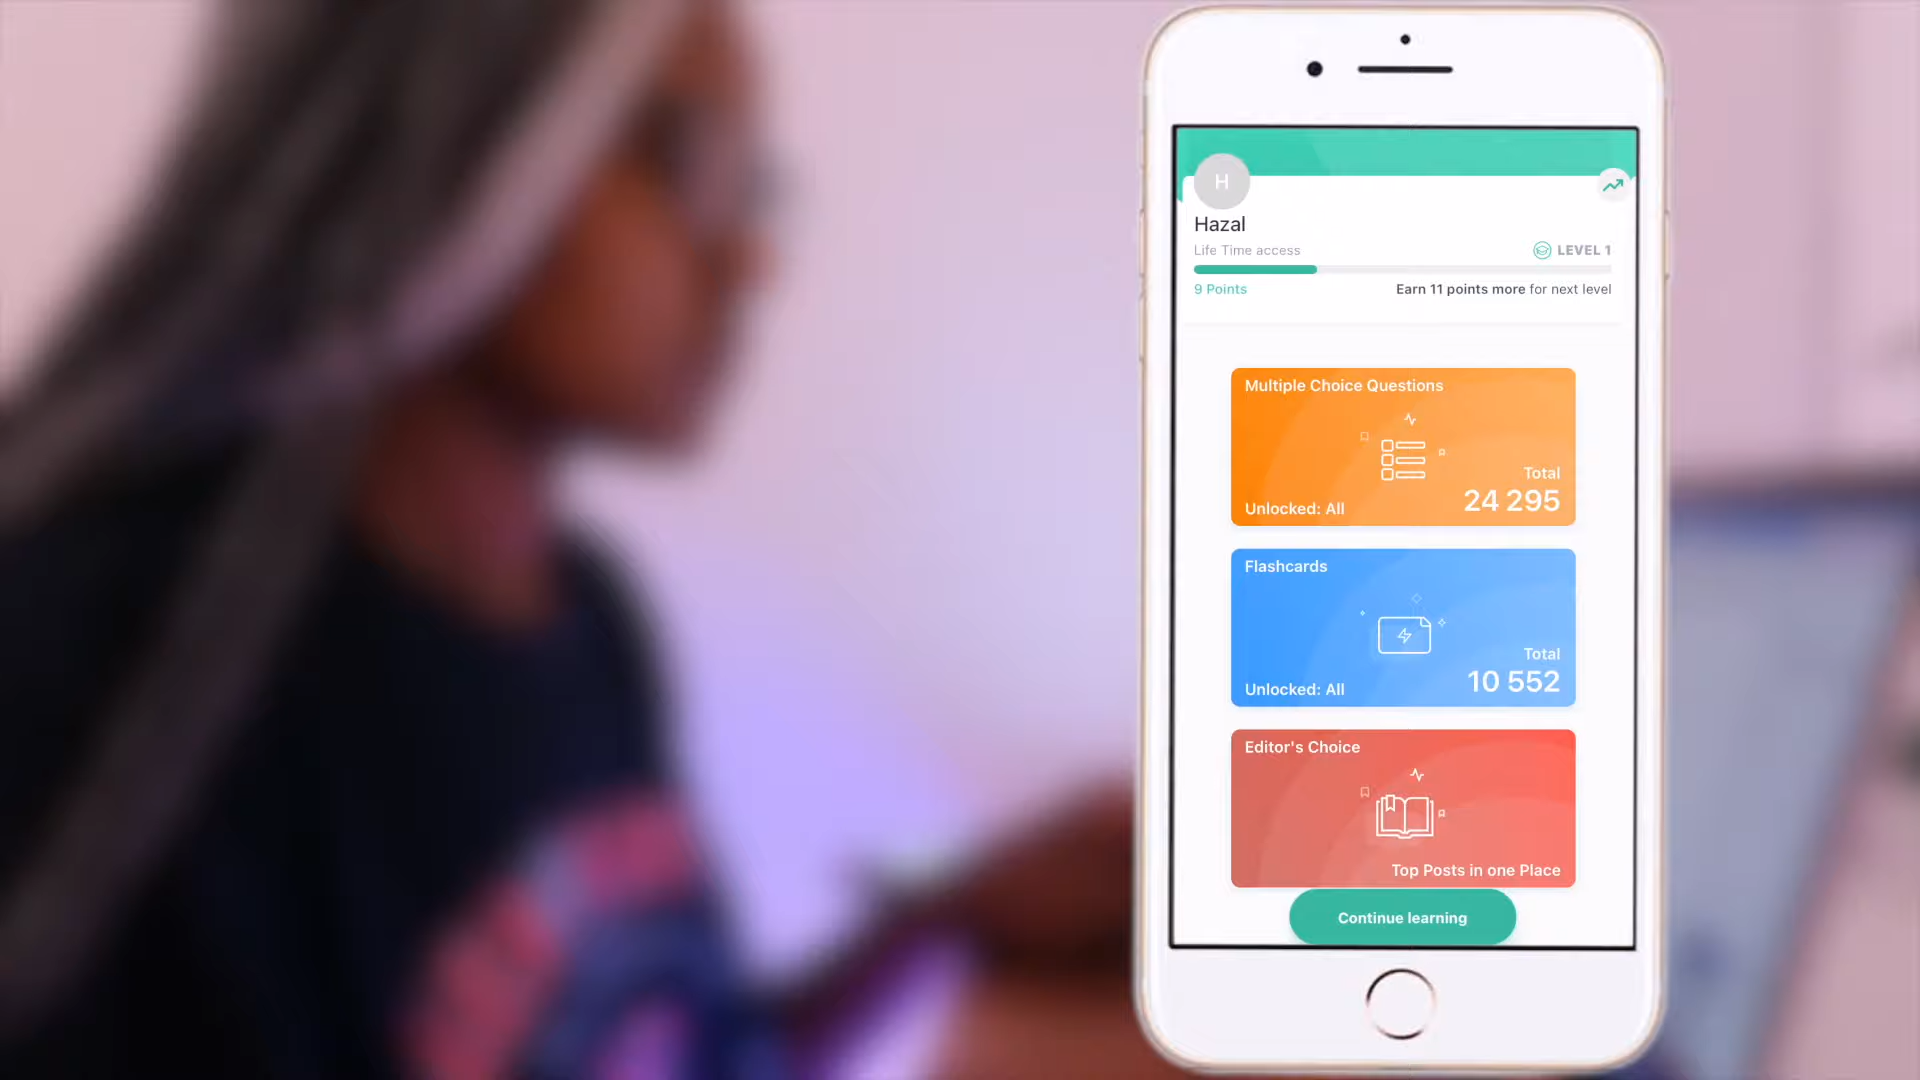 H
Hazal
Life Time access
LEVEL 1
9 Points
Earn 11 points more for next level
Multiple Choice Questions
Total
24 295
Unlocked: All
Flashcards
Total
10 552
Unlocked: All
Editor's Choice
Top Posts in one Place
Continue learning